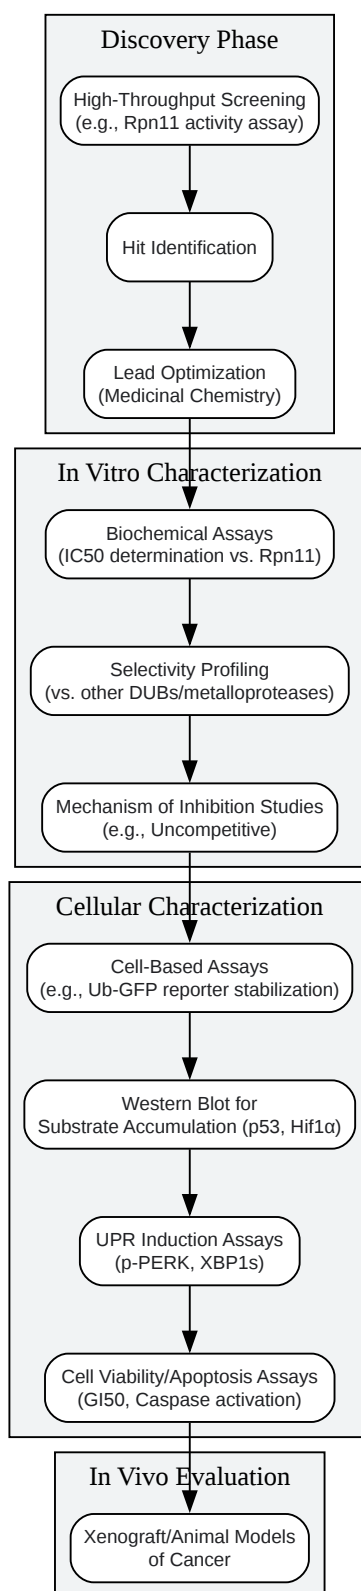 Discovery Phase
High-Throughput Screening
(e.g., Rpn11 activity assay)
Hit Identification
Lead Optimization
(Medicinal Chemistry)
In Vitro Characterization
Biochemical Assays
(IC50 determination vs. Rpn11)
Selectivity Profiling
(vs. other DUBs/metalloproteases)
Mechanism of Inhibition Studies
(e.g., Uncompetitive)
Cellular Characterization
Cell-Based Assays
(e.g., Ub-GFP reporter stabilization)
Western Blot for
Substrate Accumulation (p53, Hif1α)
UPR Induction Assays
(p-PERK, XBP1s)
Cell Viability/Apoptosis Assays
(GI50, Caspase activation)
In Vivo Evaluation
Xenograft/Animal Models
of Cancer